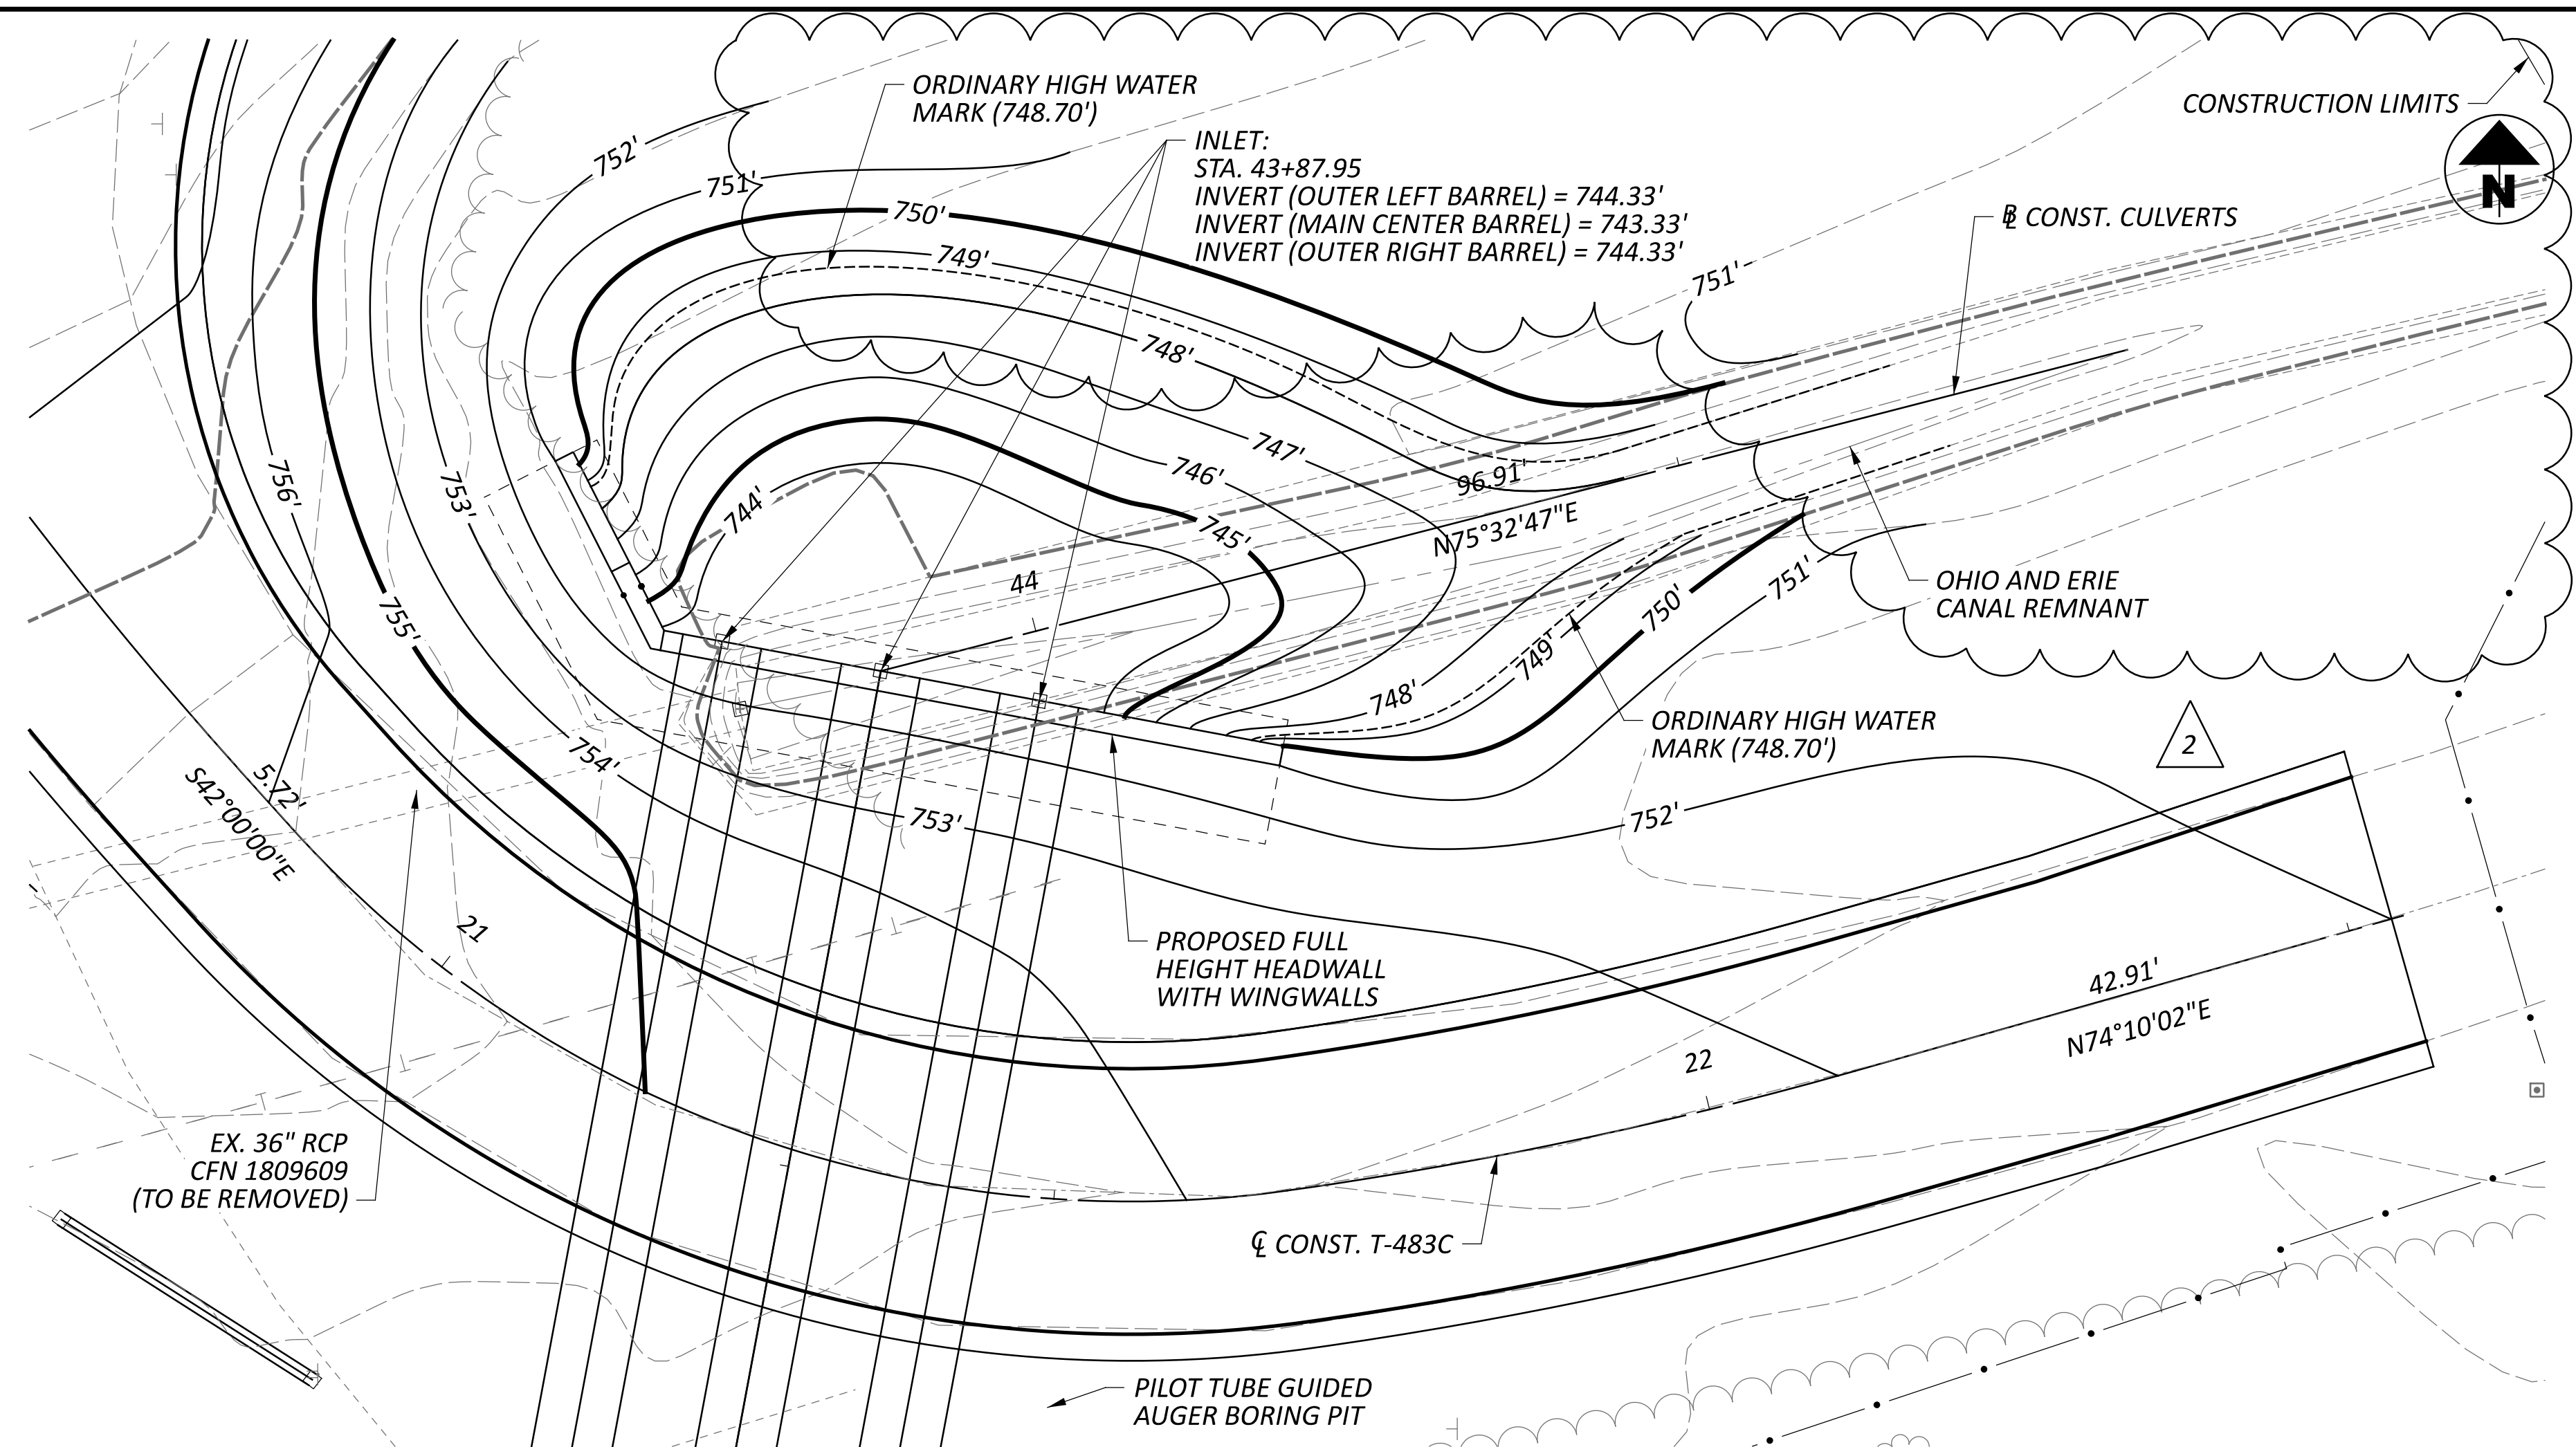 ORDINARY HIGH WATER
MARK (748.70')
INLET:
STA. 43+87.95
INVERT (OUTER LEFT BARREL) = 744.33'
INVERT (MAIN CENTER BARREL) = 743.33'
INVERT (OUTER RIGHT BARREL) = 744.33'
CONSTRUCTION LIMITS
N
BL CONST. CULVERTS
752'
751'
750'
749'
748'
751'
747'
746'
745'
744'
96.91'
N75°32'47"E
44
756'
753'
755'
754'
753'
OHIO AND ERIE
CANAL REMNANT
751'
750'
749'
748'
ORDINARY HIGH WATER
MARK (748.70')
2
752'
5.72'
S42°00'00"E
21
PROPOSED FULL
HEIGHT HEADWALL
WITH WINGWALLS
42.91'
N74°10'02"E
22
EX. 36" RCP
CFN 1809609
(TO BE REMOVED)
CL CONST. T-483C
PILOT TUBE GUIDED
AUGER BORING PIT